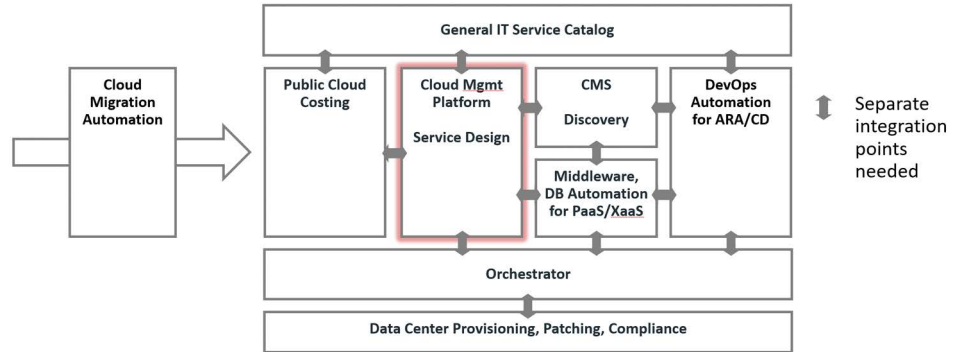 General IT Service Catalog
Cloud
Migration
Automation
Public Cloud
Costing
Cloud Mgmt
Platform
Service Design
CMS
Discovery
Middleware,
DB Automation
for PaaS/XaaS
DevOps
Automation
for ARA/CD
Separate
integration
points
needed
Orchestrator
Data Center Provisioning, Patching, Compliance